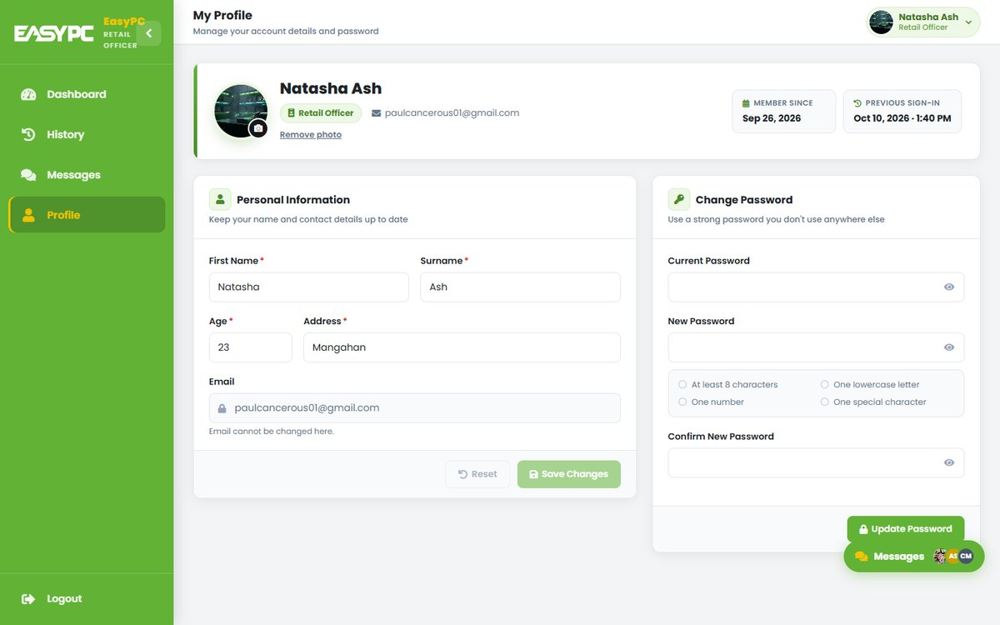 EASYPC
EasyPC
RETAIL
OFFICER
Dashboard
History
Messages
Profile
Logout
My Profile
Manage your account details and password
Natasha Ash
Retail Officer
Natasha Ash
Retail Officer
paulcancerous01@gmail.com
Remove photo
MEMBER SINCE
Sep 26, 2026
PREVIOUS SIGN-IN
Oct 10, 2026 · 1:40 PM
Personal Information
Keep your name and contact details up to date
First Name*
Surname*
Natasha
Ash
Age*
Address*
23
Mangahan
Email
paulcancerous01@gmail.com
Email cannot be changed here.
Reset
Save Changes
Change Password
Use a strong password you don't use anywhere else
Current Password
New Password
At least 8 characters
One lowercase letter
One number
One special character
Confirm New Password
Update Password
Messages
AS
CM